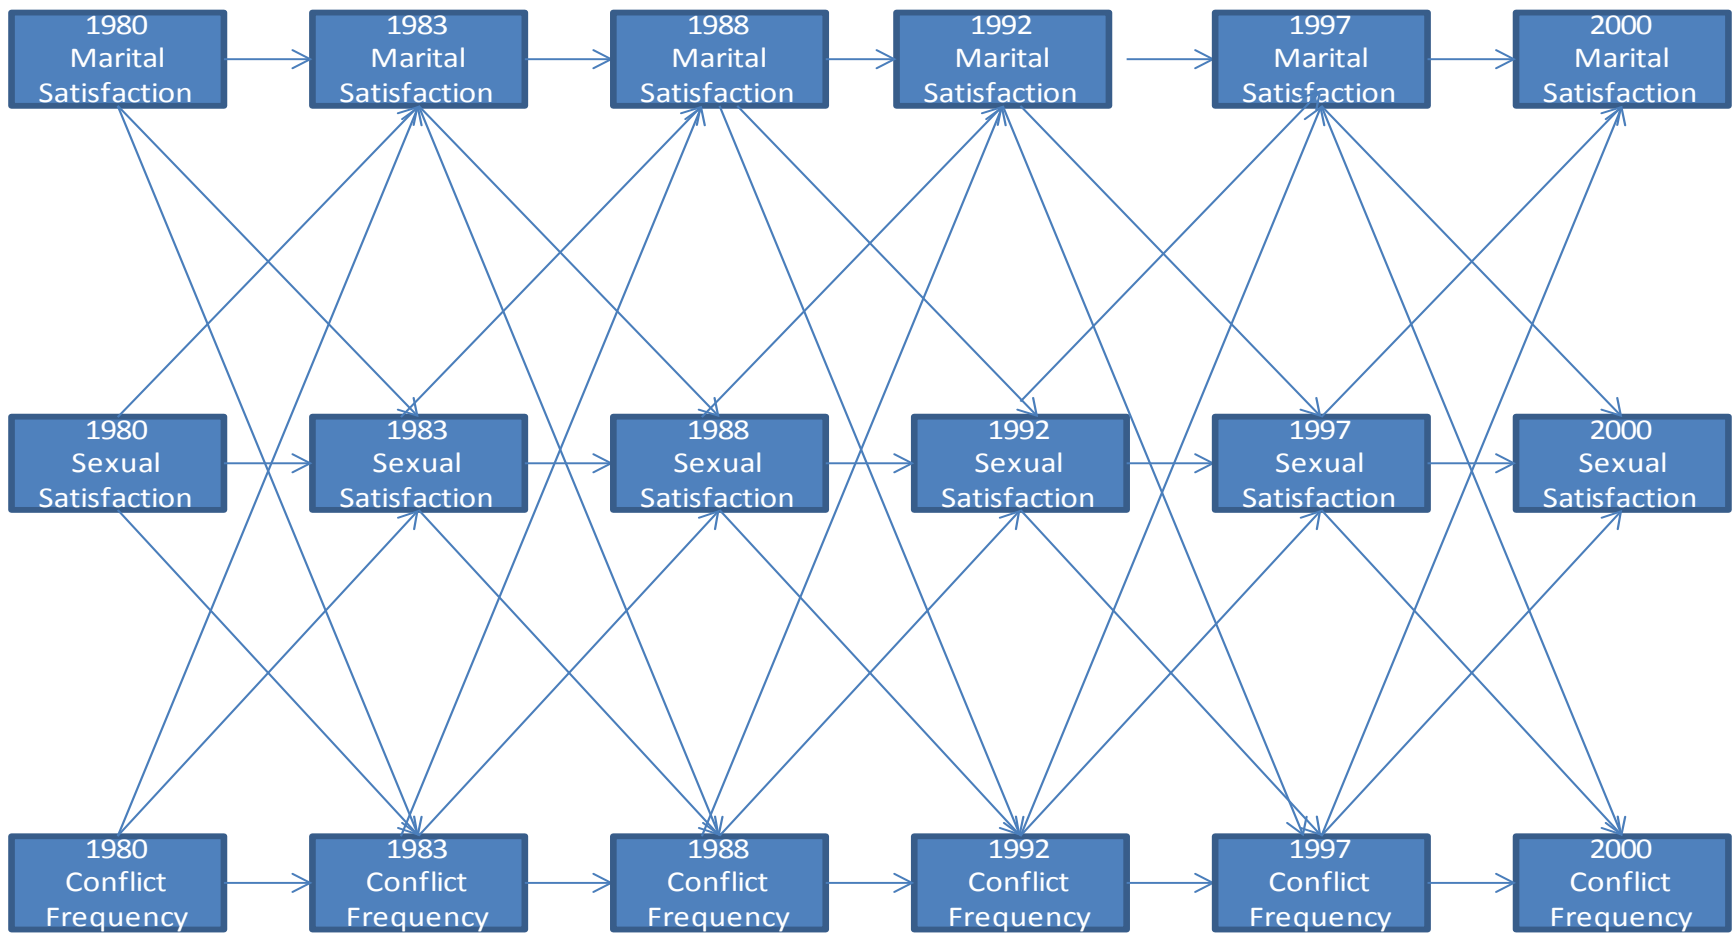 1980
Marital
Satisfaction
1983
Marital
Satisfaction
1988
Marital
Satisfaction
1992
Marital
Satisfaction
1997
Marital
Satisfaction
2000
Marital
Satisfaction
1980
Sexual
Satisfaction
1983
Sexual
Satisfaction
1988
Sexual
Satisfaction
1992
Sexual
Satisfaction
1997
Sexual
Satisfaction
2000
Sexual
Satisfaction
1980
Conflict
Frequency
1983
Conflict
Frequency
1988
Conflict
Frequency
1992
Conflict
Frequency
1997
Conflict
Frequency
2000
Conflict
Frequency